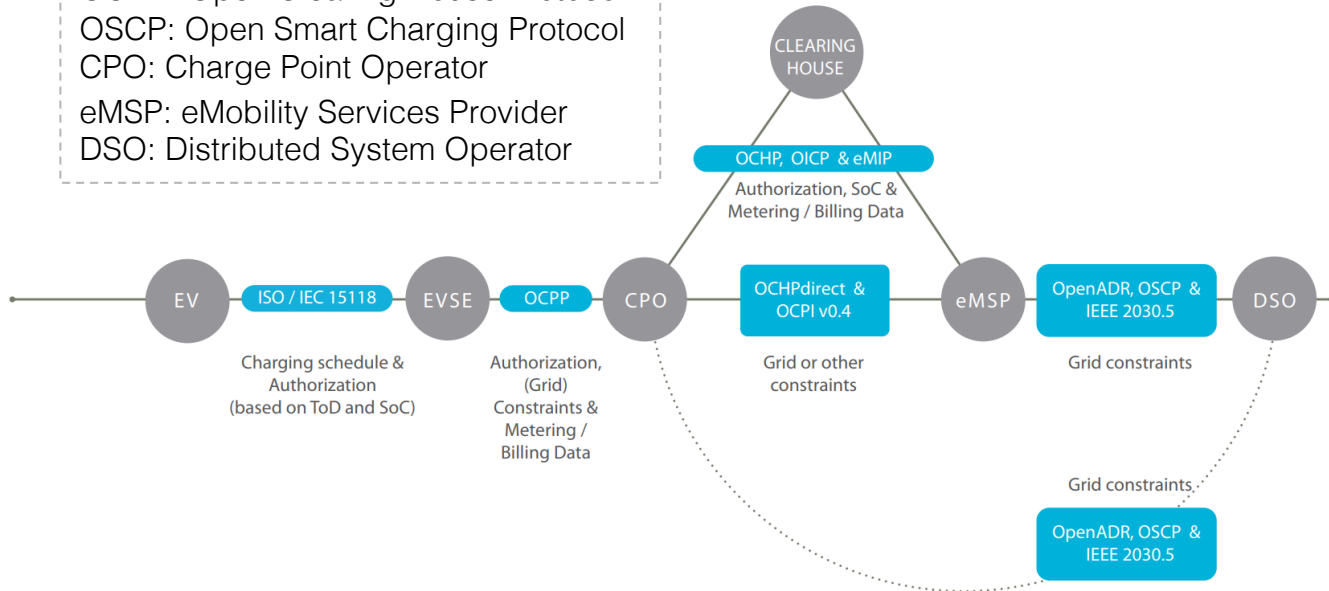 OSCP: Open Smart Charging Protocol
CPO: Charge Point Operator
eMSP: eMobility Services Provider
DSO: Distributed System Operator
CLEARING
HOUSE
OCHP, OICP & eMIP
Authorization, SoC &
Metering / Billing Data
EV
ISO / IEC 15118
EVSE
OCPP
CPO
OCHPdirect &
OCPI v0.4
eMSP
OpenADR, OSCP &
IEEE 2030.5
DSO
Charging schedule &
Authorization
(based on ToD and SoC)
Authorization,
(Grid)
Constraints &
Metering /
Billing Data
Grid or other
constraints
Grid constraints
Grid constraints
OpenADR, OSCP &
IEEE 2030.5